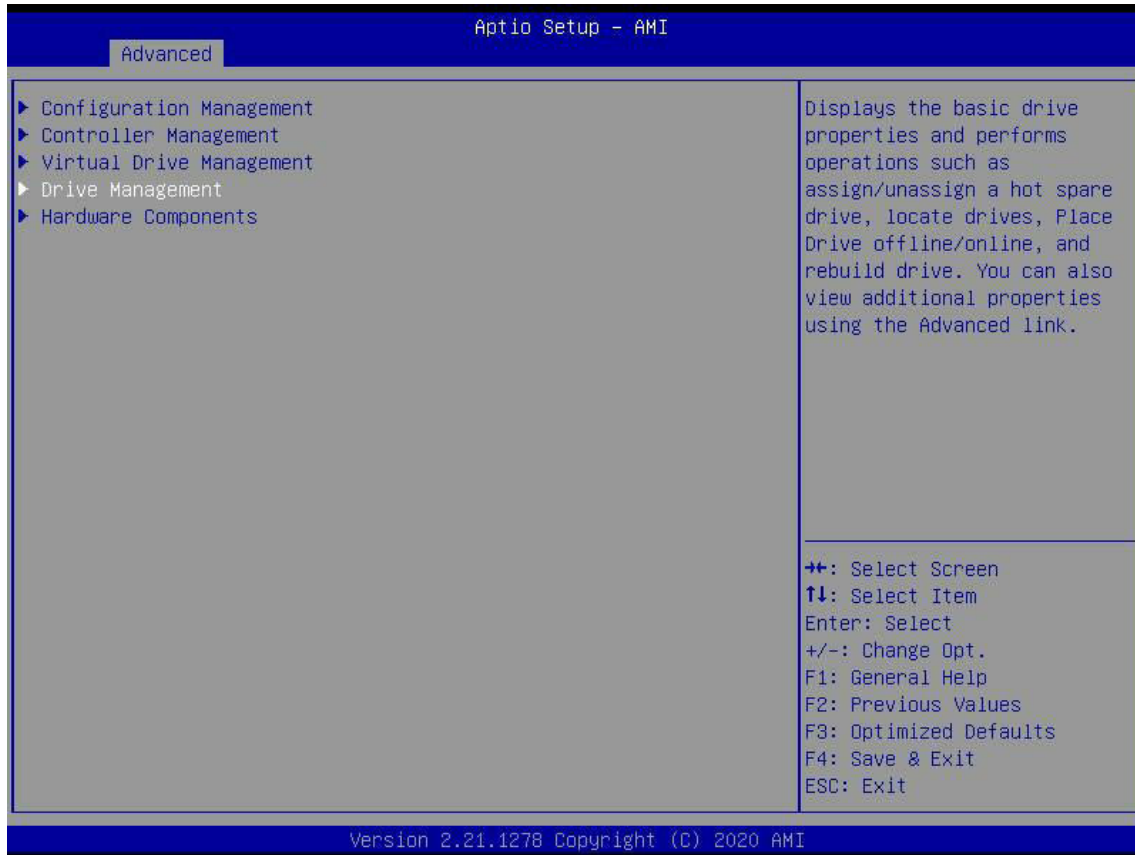 Aptio Setup - AMI
Advanced
▶ Configuration Management
▶ Controller Management
▶ Virtual Drive Management
▶ Drive Management
▶ Hardware Components
Displays the basic drive
properties and performs
operations such as
assign/unassign a hot spare
drive, locate drives, Place
Drive offline/online, and
rebuild drive. You can also
view additional properties
using the Advanced link.
→←: Select Screen
↑↓: Select Item
Enter: Select
+/-: Change Opt.
F1: General Help
F2: Previous Values
F3: Optimized Defaults
F4: Save & Exit
ESC: Exit
Version 2.21.1278 Copyright (C) 2020 AMI